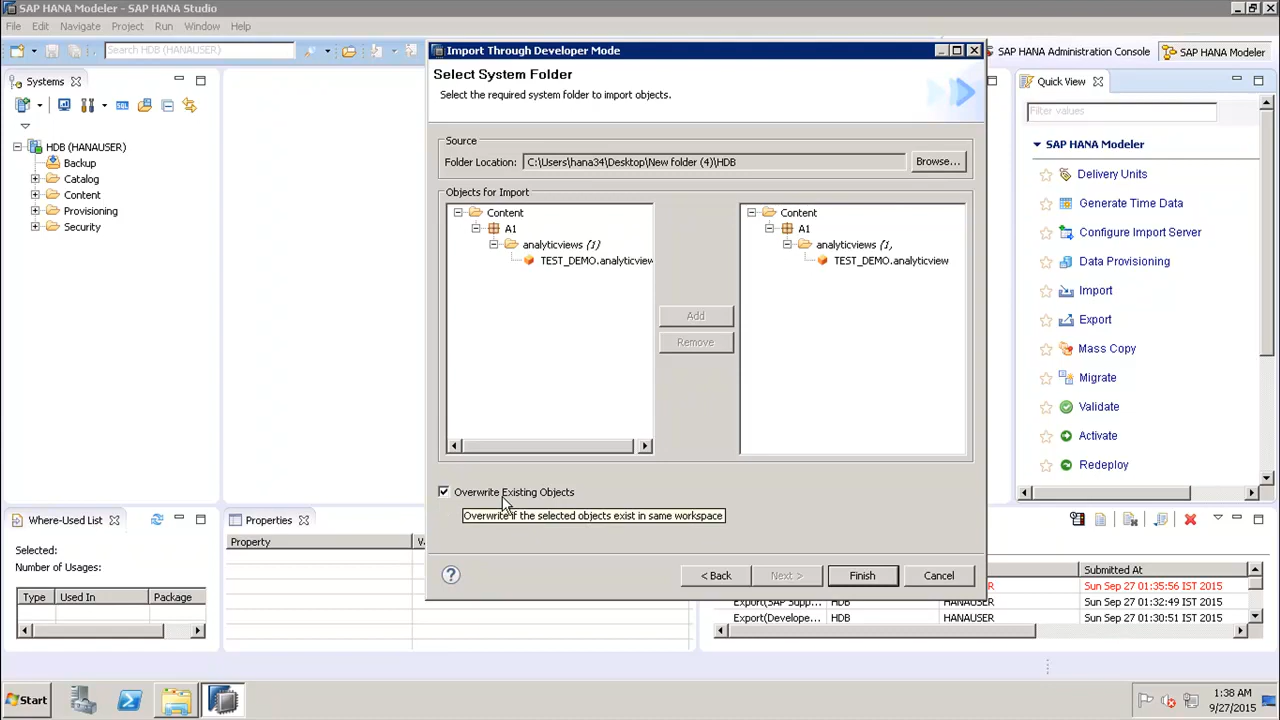 SAP HANA Modeler - SAP HANA Studio
File Edit Navigate Project Run Window Help
Search HDB (HANAUSER)
SAP HANA Administration Console
SAP HANA Modeler
Systems
HDB (HANAUSER)
Backup
Catalog
Content
Provisioning
Security
Import Through Developer Mode
Select System Folder
Select the required system folder to import objects.
Source
Folder Location: C:\Users\hana34\Desktop\New folder (4)\HDB Browse...
Objects for Import
Content
A1
analyticviews (1)
TEST_DEMO.analyticview
Add
Remove
Content
A1
analyticviews (1,
TEST_DEMO.analyticview
Overwrite Existing Objects
Overwrite if the selected objects exist in same workspace
< Back Next > Finish Cancel
Quick View
Filter values
SAP HANA Modeler
Delivery Units
Generate Time Data
Configure Import Server
Data Provisioning
Import
Export
Mass Copy
Migrate
Validate
Activate
Redeploy
Where-Used List
Selected:
Number of Usages:
Type Used In Package
Properties
Property
Submitted At
Sun Sep 27 01:35:56 IST 2015
Export(SAP Supp... HDB HANAUSER Sun Sep 27 01:32:49 IST 2015
Export(Develope... HDB HANAUSER Sun Sep 27 01:30:51 IST 2015
Start
1:38 AM
9/27/2015